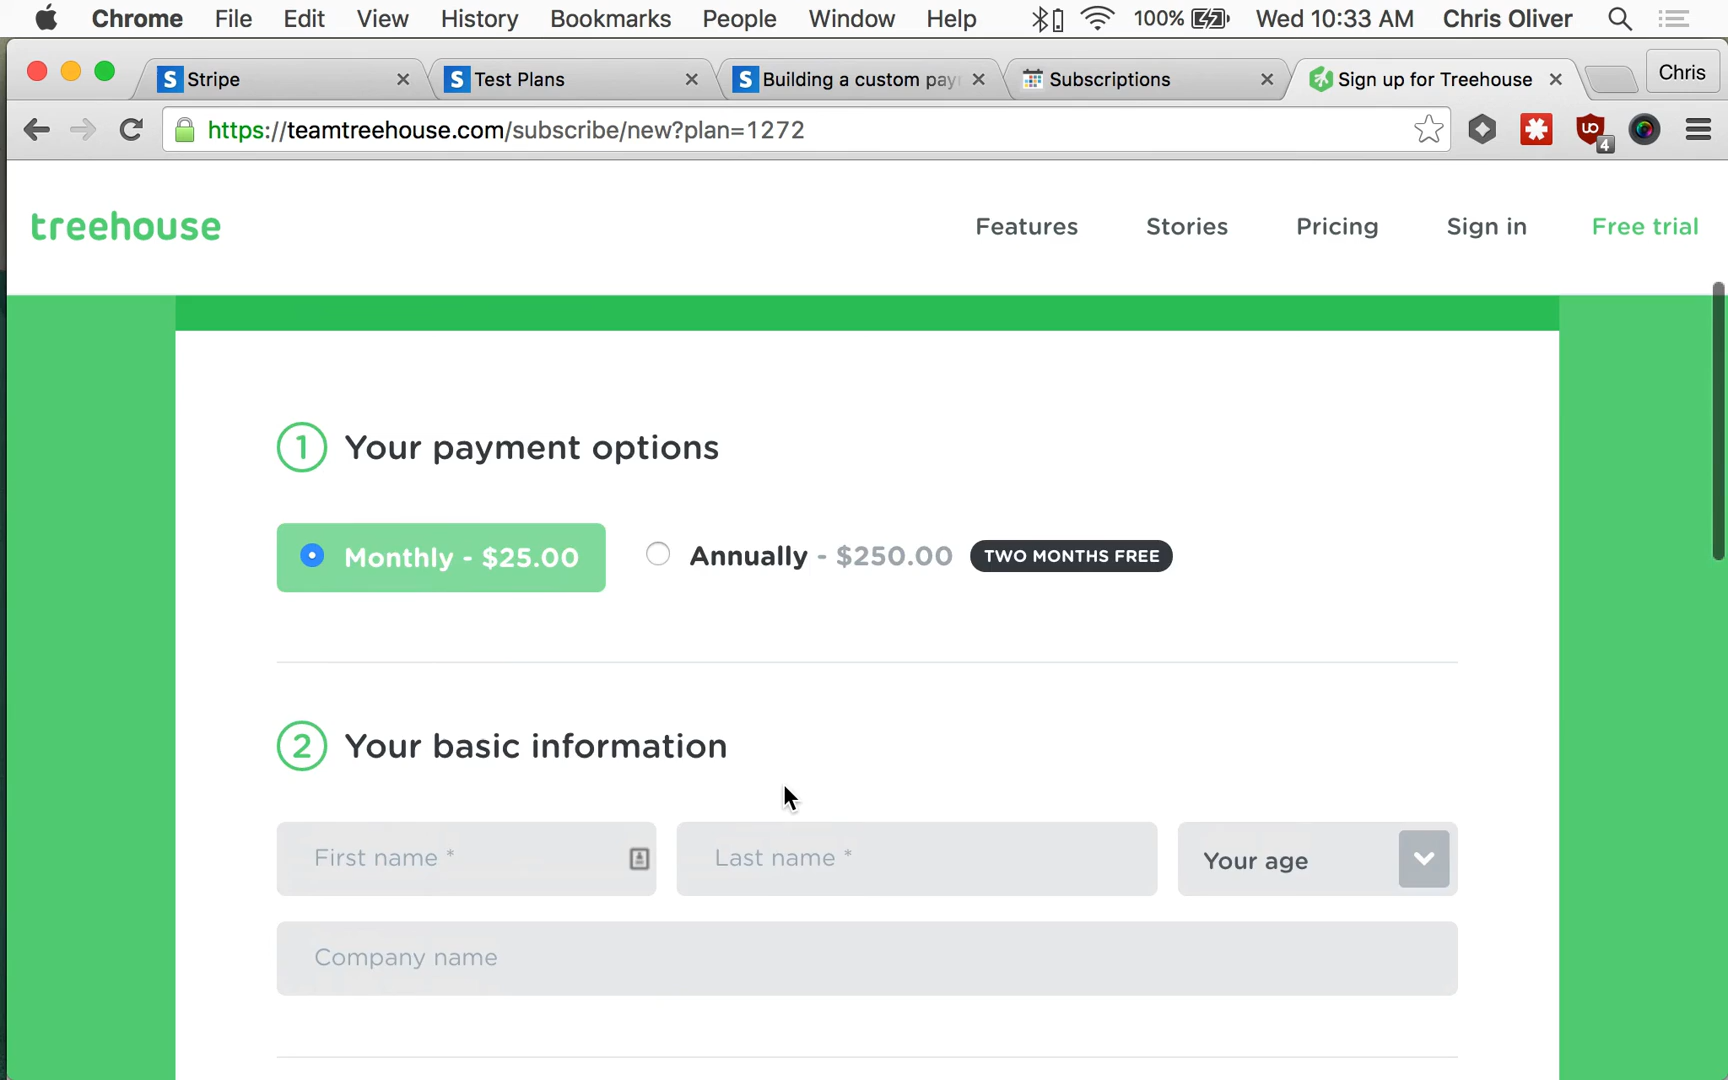 Chrome File Edit View History Bookmarks People Window Help 100% Wed 10:33 AM Chris Oliver
S Stripe S Test Plans S Building a custom pay Subscriptions Sign up for Treehouse Chris
https://teamtreehouse.com/subscribe/new?plan=1272 UO 4
treehouse Features Stories Pricing Sign in Free trial
1 Your payment options
Monthly - $25.00 Annually - $250.00 TWO MONTHS FREE
2 Your basic information
First name * Last name * Your age
Company name